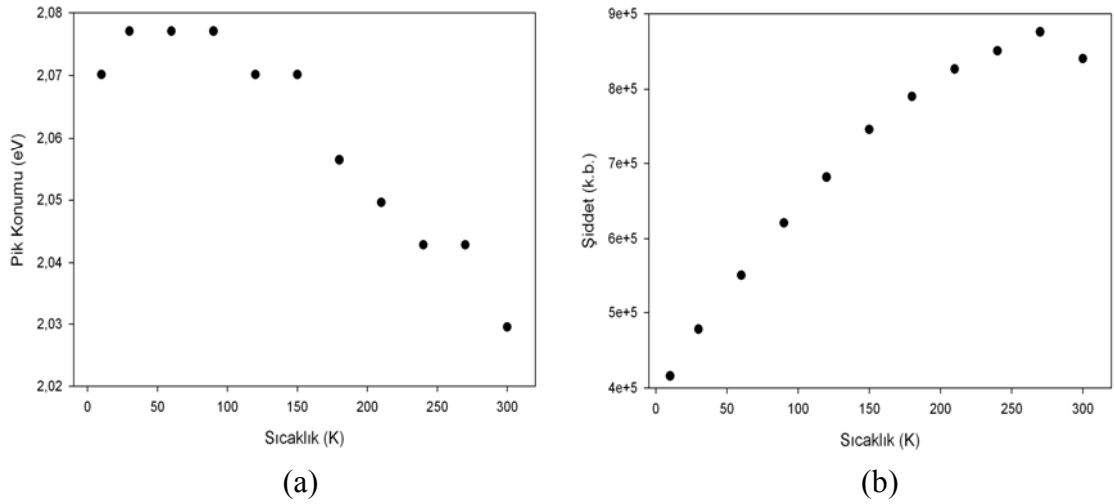 2,08
2,07
2,06
2,05
2,04
2,03
2,02
Pik Konumu (eV)
0 50 100 150 200 250 300
Sıcaklık (K)
(a)
9e+5
8e+5
7e+5
6e+5
5e+5
4e+5
Şiddet (k.b.)
0 50 100 150 200 250 300
Sıcaklık (K)
(b)